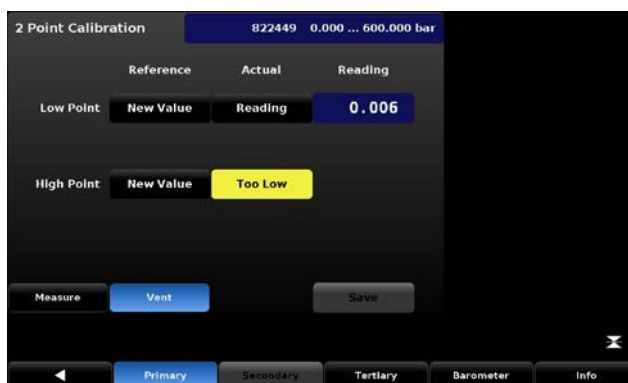 2 Point Calibration 822449 0.000 ... 600.000 bar
Reference Actual Reading
Low Point New Value Reading 0.006
High Point New Value Too Low
Measure Vent Save
Primary Secondary Tertiary Barometer Info